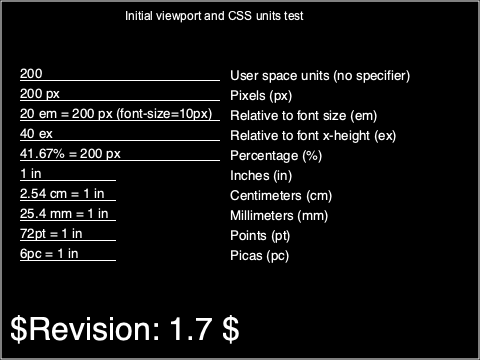 Initial viewport and CSS units test
200 User space units (no specifier)
200 px Pixels (px)
20 em = 200 px (font-size=10px) Relative to font size (em)
40 ex Relative to font x-height (ex)
41.67% = 200 px Percentage (%)
1 in Inches (in)
2.54 cm = 1 in Centimeters (cm)
25.4 mm = 1 in Millimeters (mm)
72pt = 1 in Points (pt)
6pc = 1 in Picas (pc)
$Revision: 1.7 $